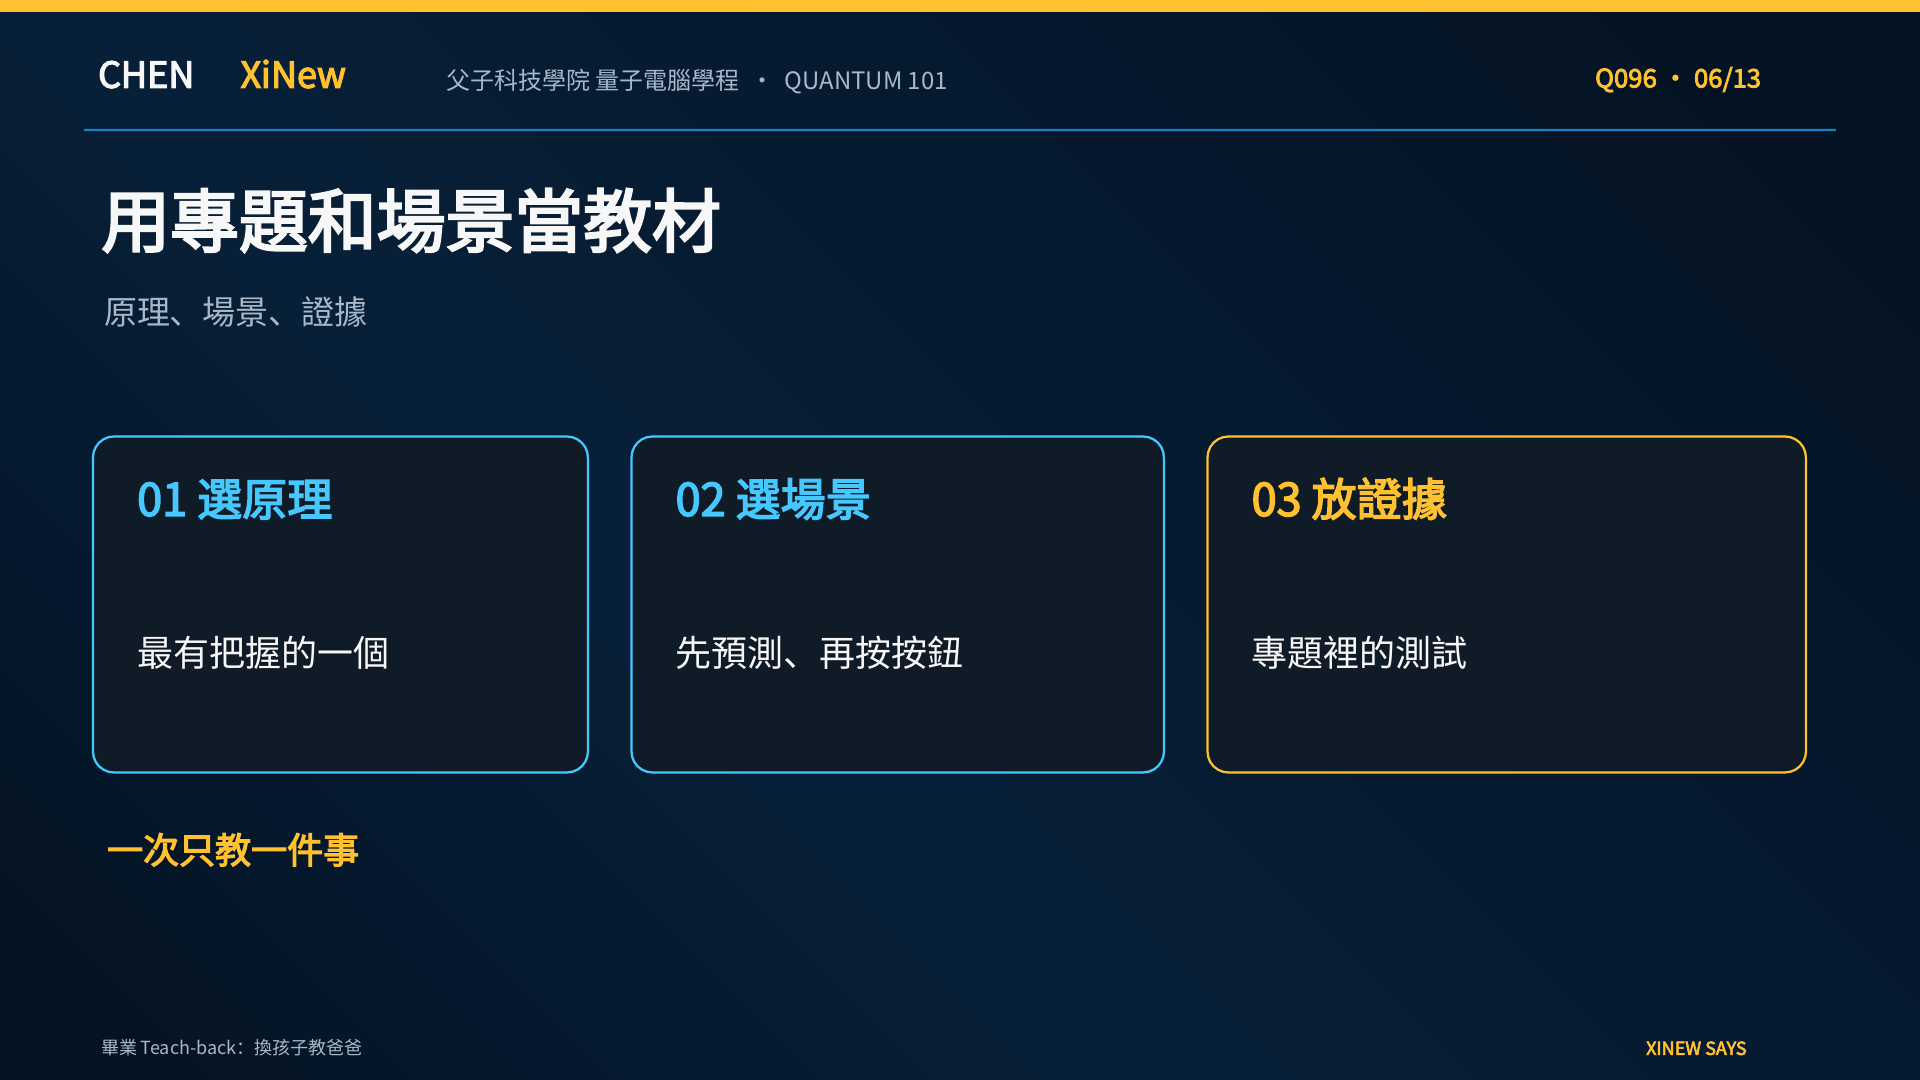 CHEN XiNew 父子科技學院 量子電腦學程 • QUANTUM 101 Q096 • 06/13
用專題和場景當教材
原理、場景、證據
01 選原理
最有把握的一個
02 選場景
先預測、再按按鈕
03 放證據
專題裡的測試
一次只教一件事
畢業 Teach-back：換孩子教爸爸
XINEW SAYS